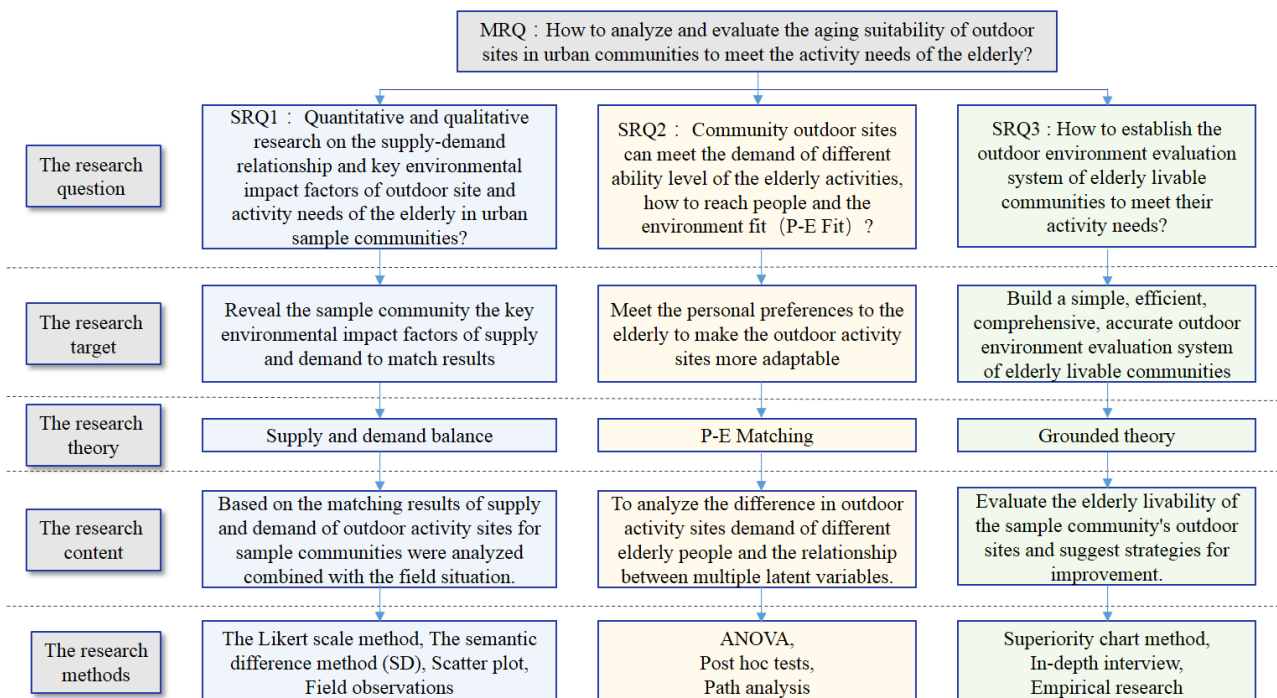 MRQ：How to analyze and evaluate the aging suitability of outdoor
sites in urban communities to meet the activity needs of the elderly?
The research
question
SRQ1： Quantitative and qualitative
research on the supply-demand
relationship and key environmental
impact factors of outdoor site and
activity needs of the elderly in urban
sample communities?
SRQ2： Community outdoor sites
can meet the demand of different
ability level of the elderly activities,
how to reach people and the
environment fit（P-E Fit）?
SRQ3 : How to establish the
outdoor environment evaluation
system of elderly livable
communities to meet their
activity needs?
The research
target
Reveal the sample community the key
environmental impact factors of supply
and demand to match results
Meet the personal preferences to the
elderly to make the outdoor activity
sites more adaptable
Build a simple, efficient,
comprehensive, accurate outdoor
environment evaluation system
of elderly livable communities
The research
theory
Supply and demand balance
P-E Matching
Grounded theory
The research
content
Based on the matching results of supply
and demand of outdoor activity sites for
sample communities were analyzed
combined with the field situation.
To analyze the difference in outdoor
activity sites demand of different
elderly people and the relationship
between multiple latent variables.
Evaluate the elderly livability of
the sample community's outdoor
sites and suggest strategies for
improvement.
The research
methods
The Likert scale method, The semantic
difference method (SD), Scatter plot,
Field observations
ANOVA,
Post hoc tests,
Path analysis
Superiority chart method,
In-depth interview,
Empirical research